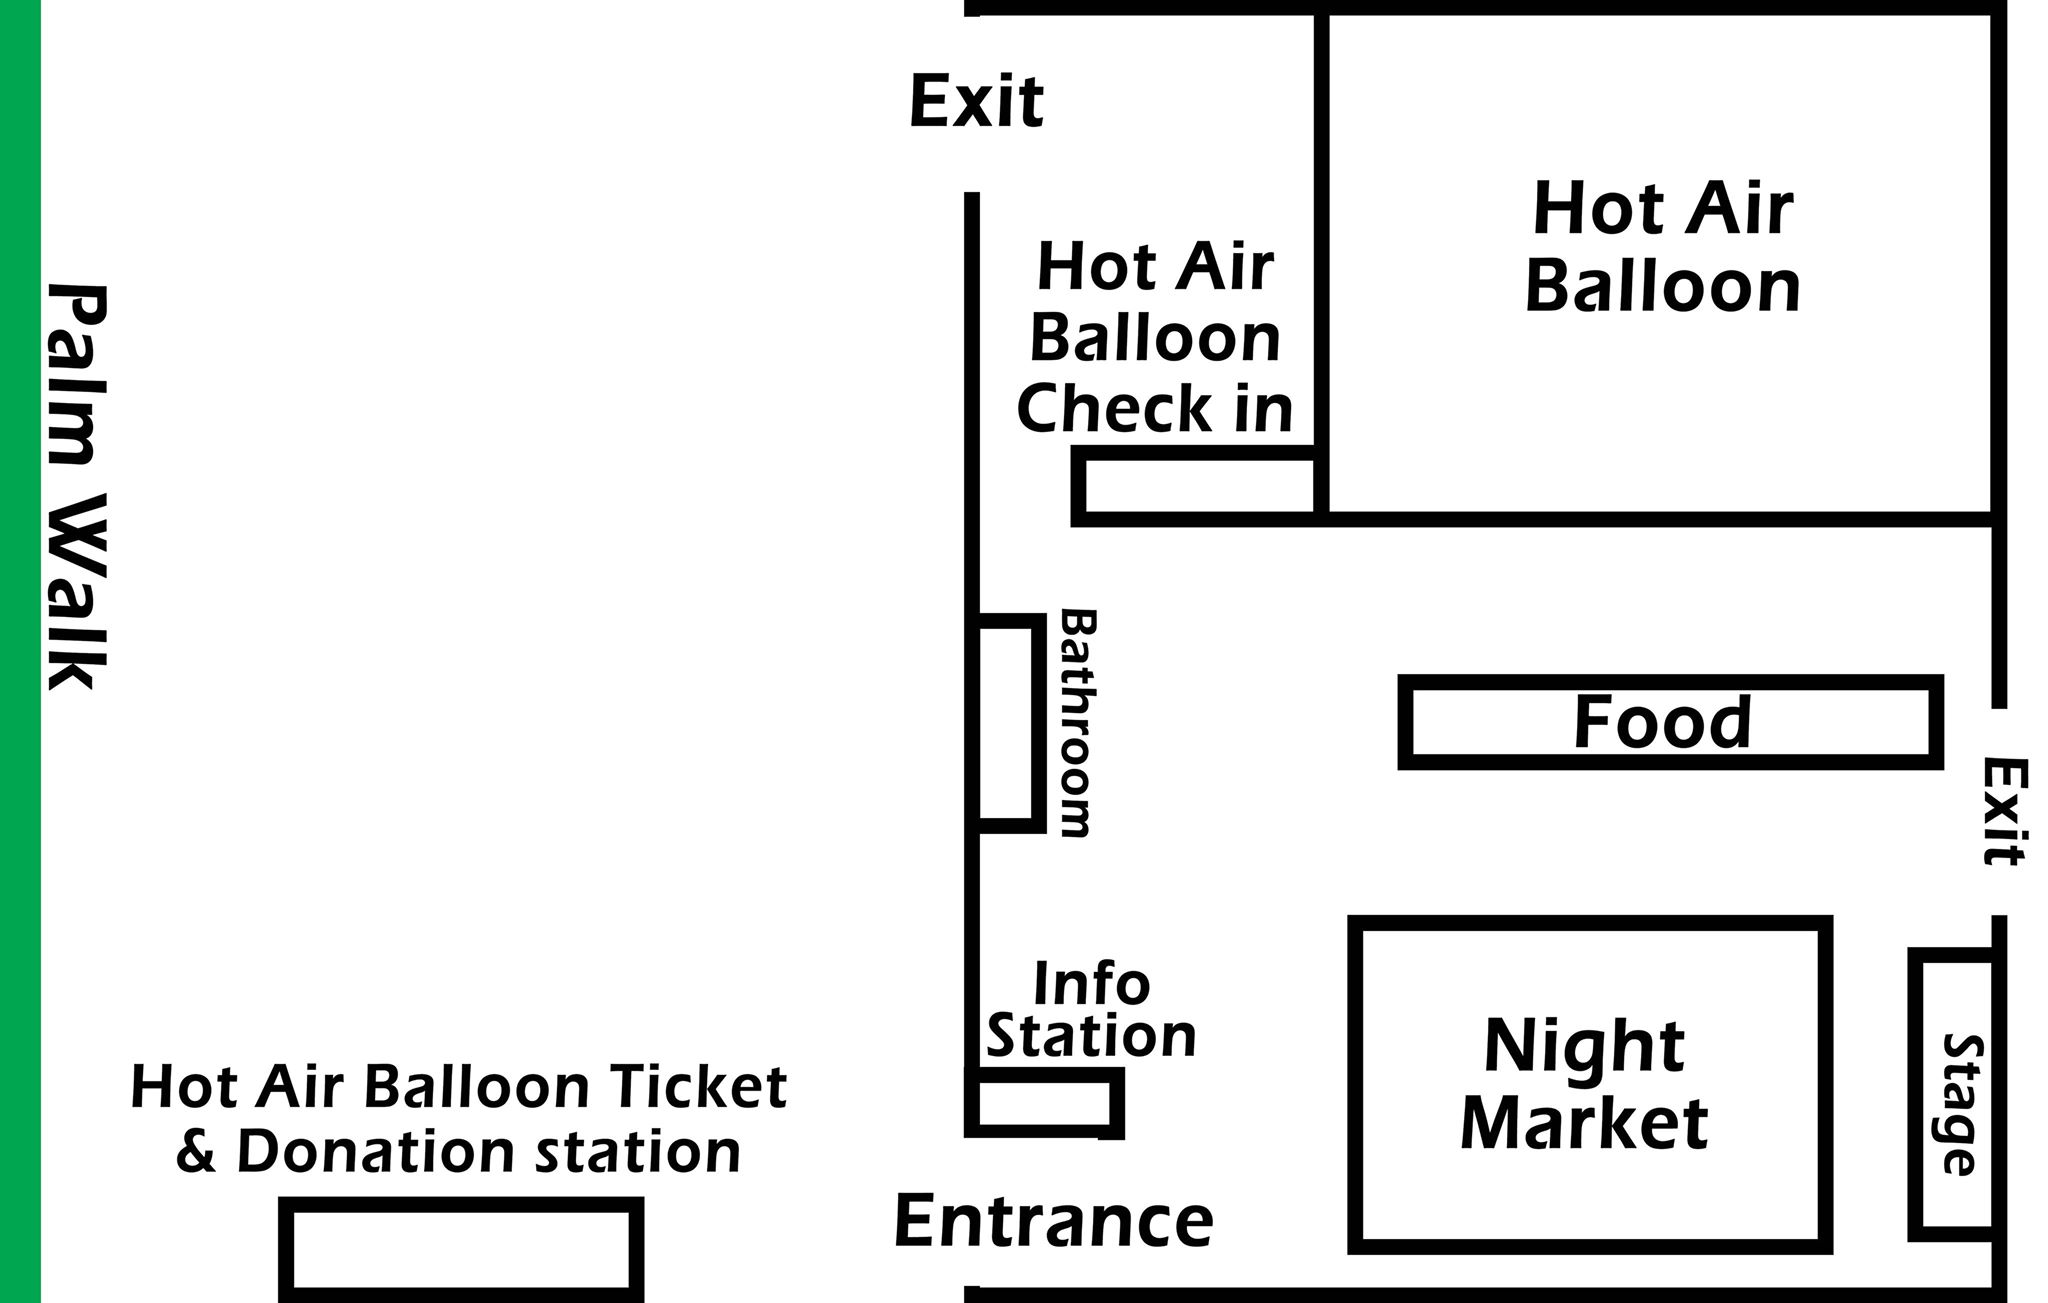 Exit
Hot Air
Balloon
Hot Air
Balloon
Check in
Palm Walk
Bathroom
Food
Exit
Info
Station
Night
Market
Stage
Hot Air Balloon Ticket
& Donation station
Entrance